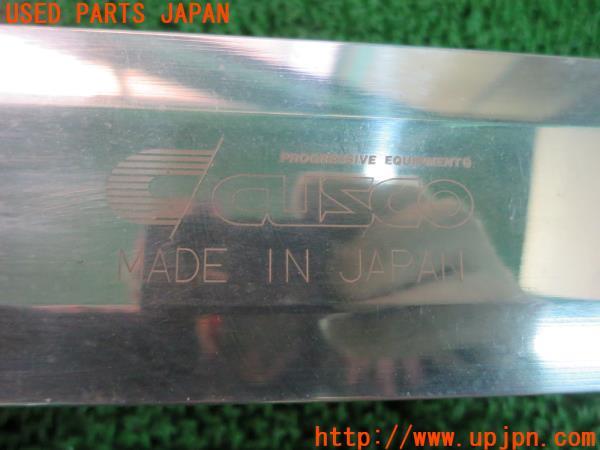 USED PARTS JAPAN
PROGRESSIVE EQUIPMENTS
CUSCO
MADE IN JAPAN
http://www.upjpn.com